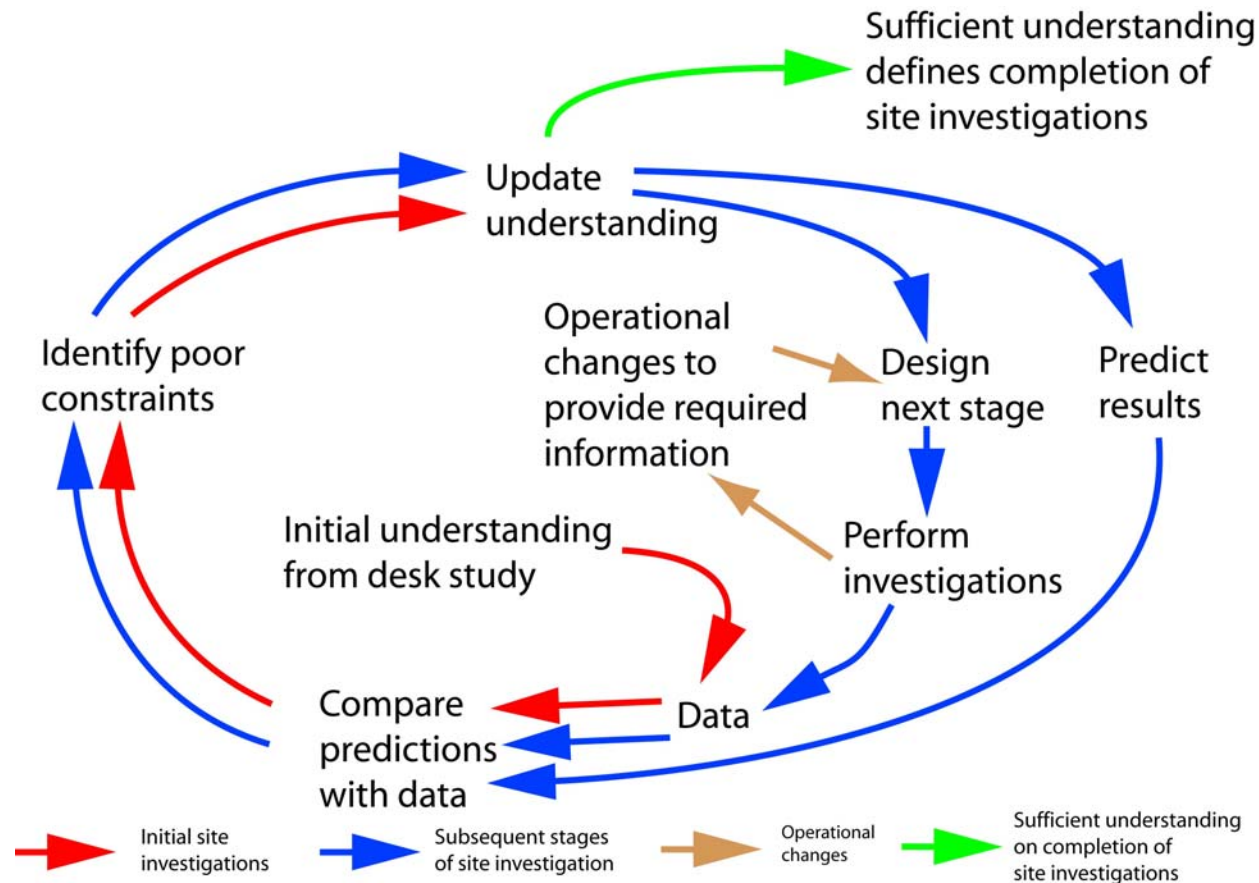 Sufficient understanding
defines completion of
site investigations
Update
understanding
Identify poor
constraints
Operational
changes to
provide required
information
Design
next stage
Predict
results
Initial understanding
from desk study
Perform
investigations
Compare
predictions
with data
Data
Initial site
investigations
Subsequent stages
of site investigation
Operational
changes
Sufficient understanding
on completion of
site investigations